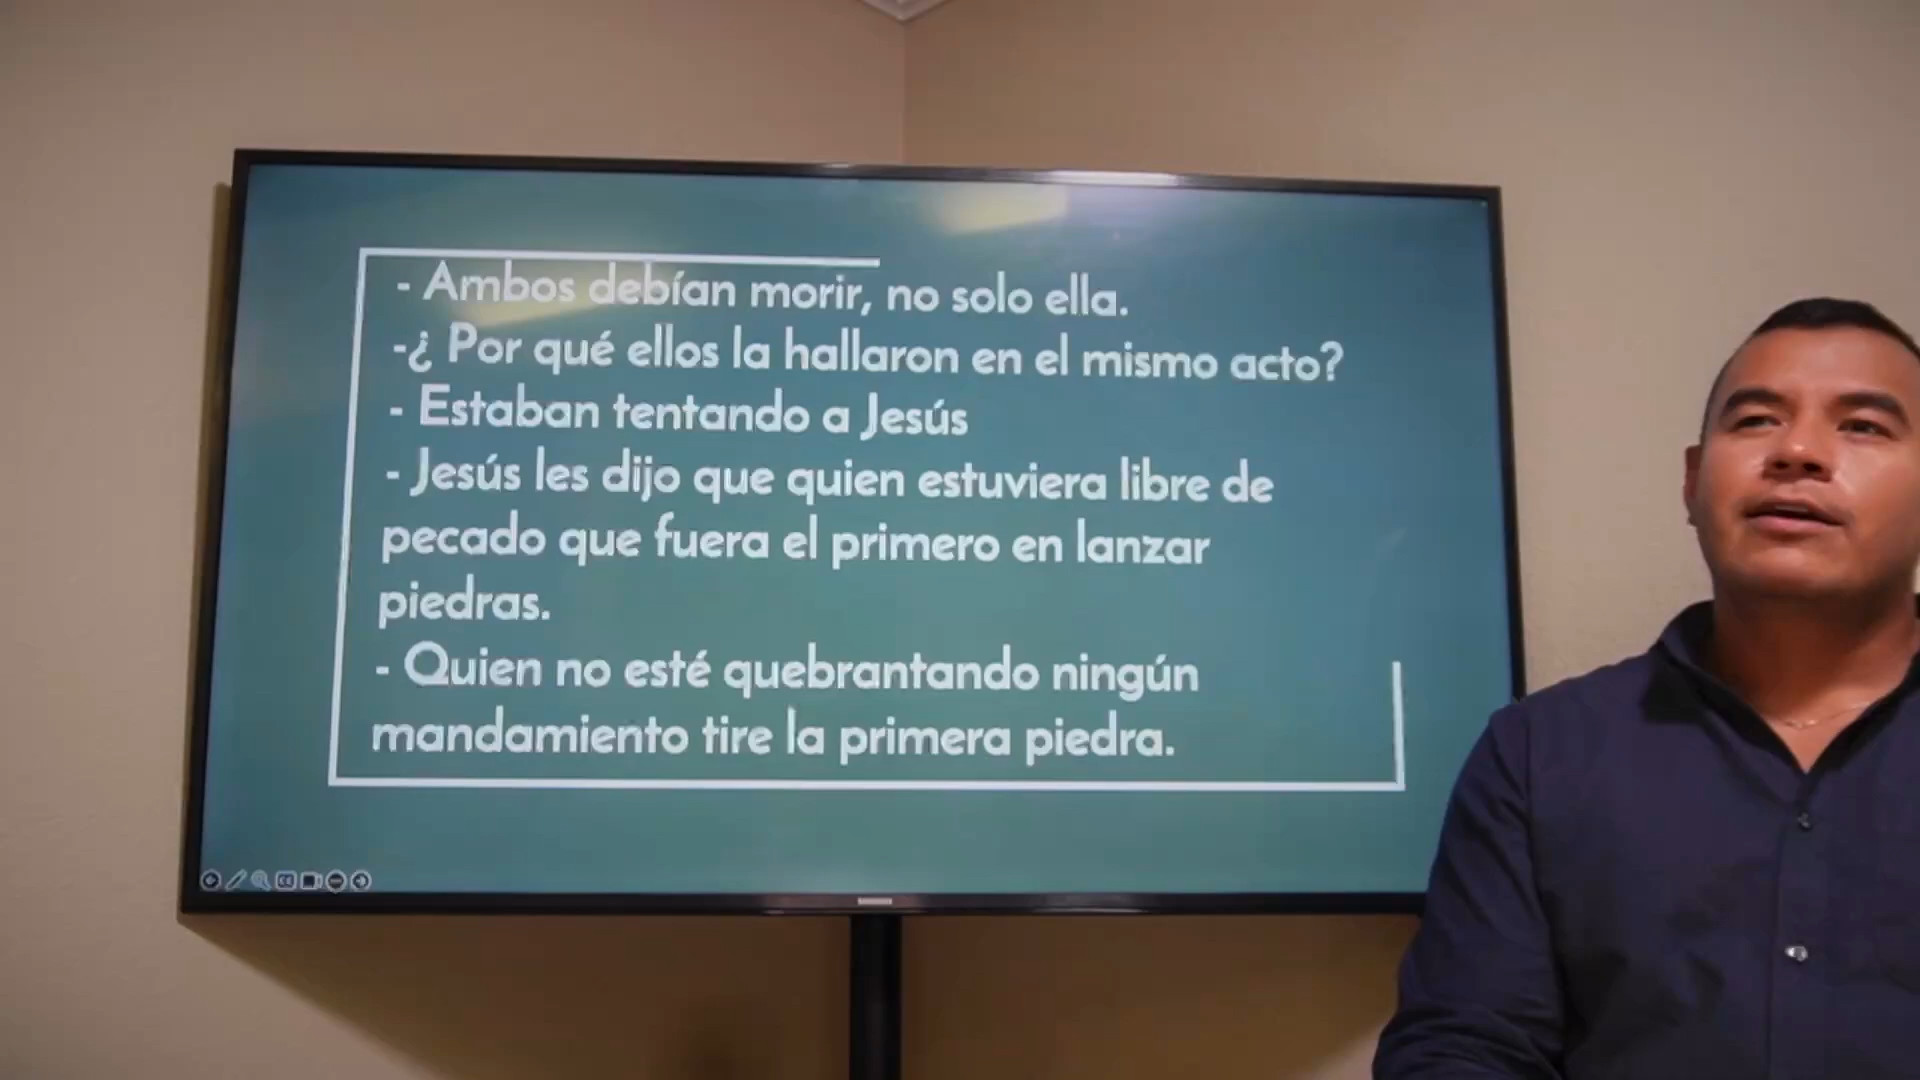 - Ambos debían morir, no solo ella.
-¿ Por qué ellos la hallaron en el mismo acto?
- Estaban tentando a Jesús
- Jesús les dijo que quien estuviera libre de
pecado que fuera el primero en lanzar
piedras.
- Quien no esté quebrantando ningún
mandamiento tire la primera piedra.